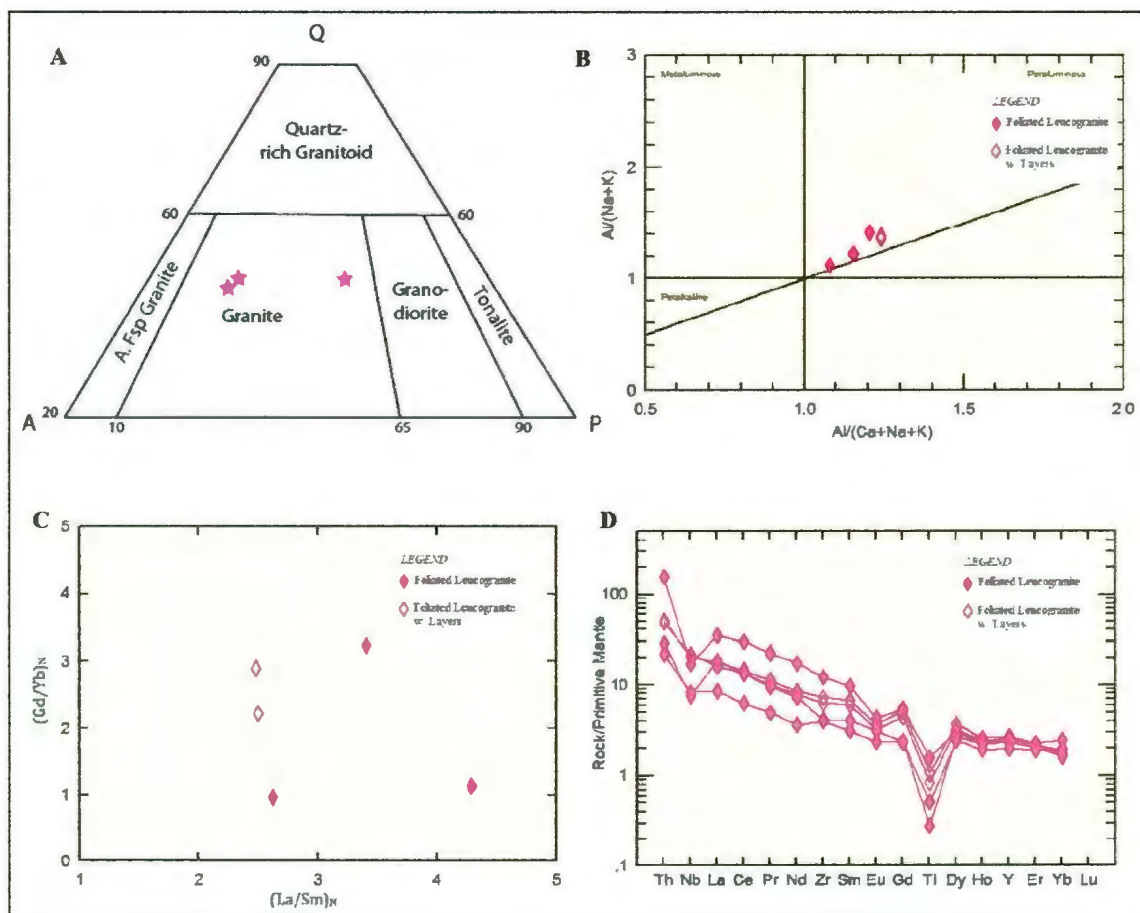 A
Q
90
Quartz-
rich Granitoid
60
60
A. Fsp Granite
Granite
Grano-
diorite
Tonalite
20
A
10
65
90
P
B
3
2
1
0
Al/(Na+K)
Metaluminous
Peraluminous
LEGEND
Foliated Leucogranite
Foliated Leucogranite
w. Layers
Peralkaline
0.5
1.0
1.5
2.0
Al/(Ca+Na+K)
C
5
4
3
2
1
0
(Gd/Yb)N
LEGEND
Foliated Leucogranite
Foliated Leucogranite
w. Layers
1
2
3
4
5
(La/Sm)N
D
100
10
1
.1
Rock/Primitive Mantle
LEGEND
Foliated Leucogranite
Foliated Leucogranite
w. Layers
Th Nb La Ce Pr Nd Zr Sm Eu Gd Ti Dy Ho Y Er Yb Lu